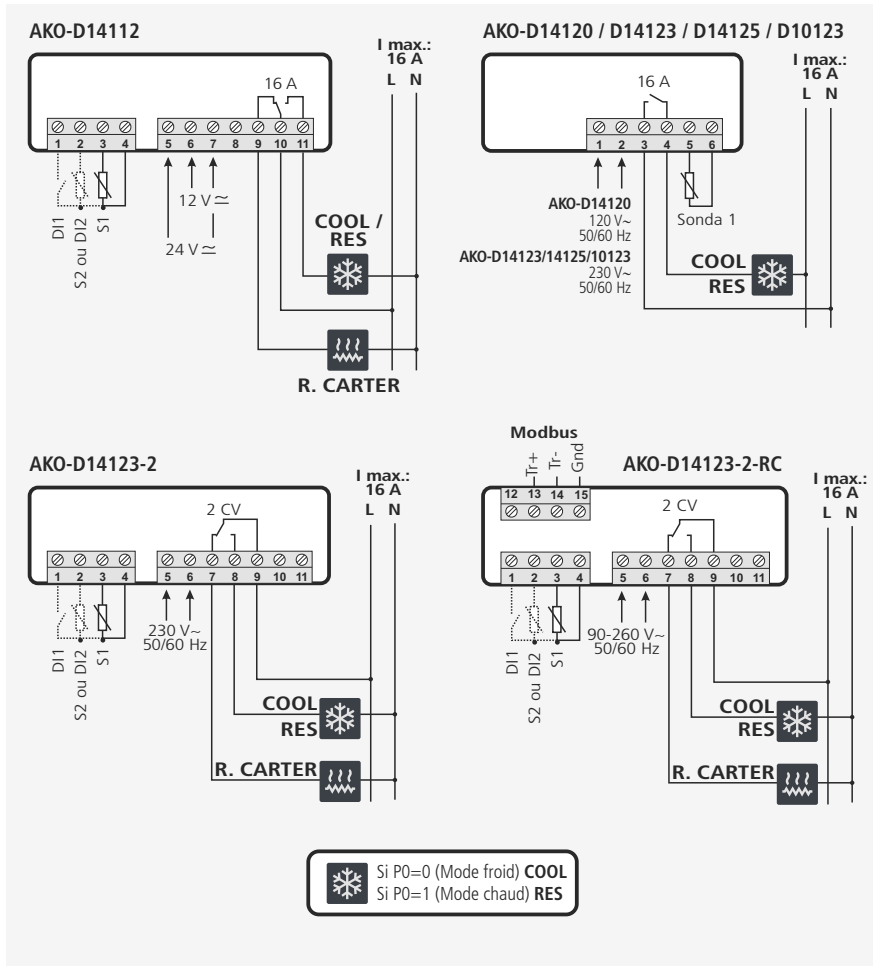 AKO-D14112
I max.:
16 A
L N
16 A
1 2 3 4 5 6 7 8 9 10 11
DI1
S2 ou DI2
S1
12 V ≂
24 V ≂
COOL /
RES
R. CARTER
AKO-D14120 / D14123 / D14125 / D10123
I max.:
16 A
L N
16 A
1 2 3 4 5 6
AKO-D14120
120 V~
50/60 Hz
AKO-D14123/14125/10123
230 V~
50/60 Hz
Sonda 1
COOL
RES
AKO-D14123-2
I max.:
16 A
L N
2 CV
1 2 3 4 5 6 7 8 9 10 11
DI1
S2 ou DI2
S1
230 V~
50/60 Hz
COOL
RES
R. CARTER
Modbus
Tr+
Tr-
Gnd
AKO-D14123-2-RC
I max.:
16 A
L N
12 13 14 15
2 CV
1 2 3 4 5 6 7 8 9 10 11
DI1
S2 ou DI2
S1
90-260 V~
50/60 Hz
COOL
RES
R. CARTER
Si P0=0 (Mode froid) COOL
Si P0=1 (Mode chaud) RES